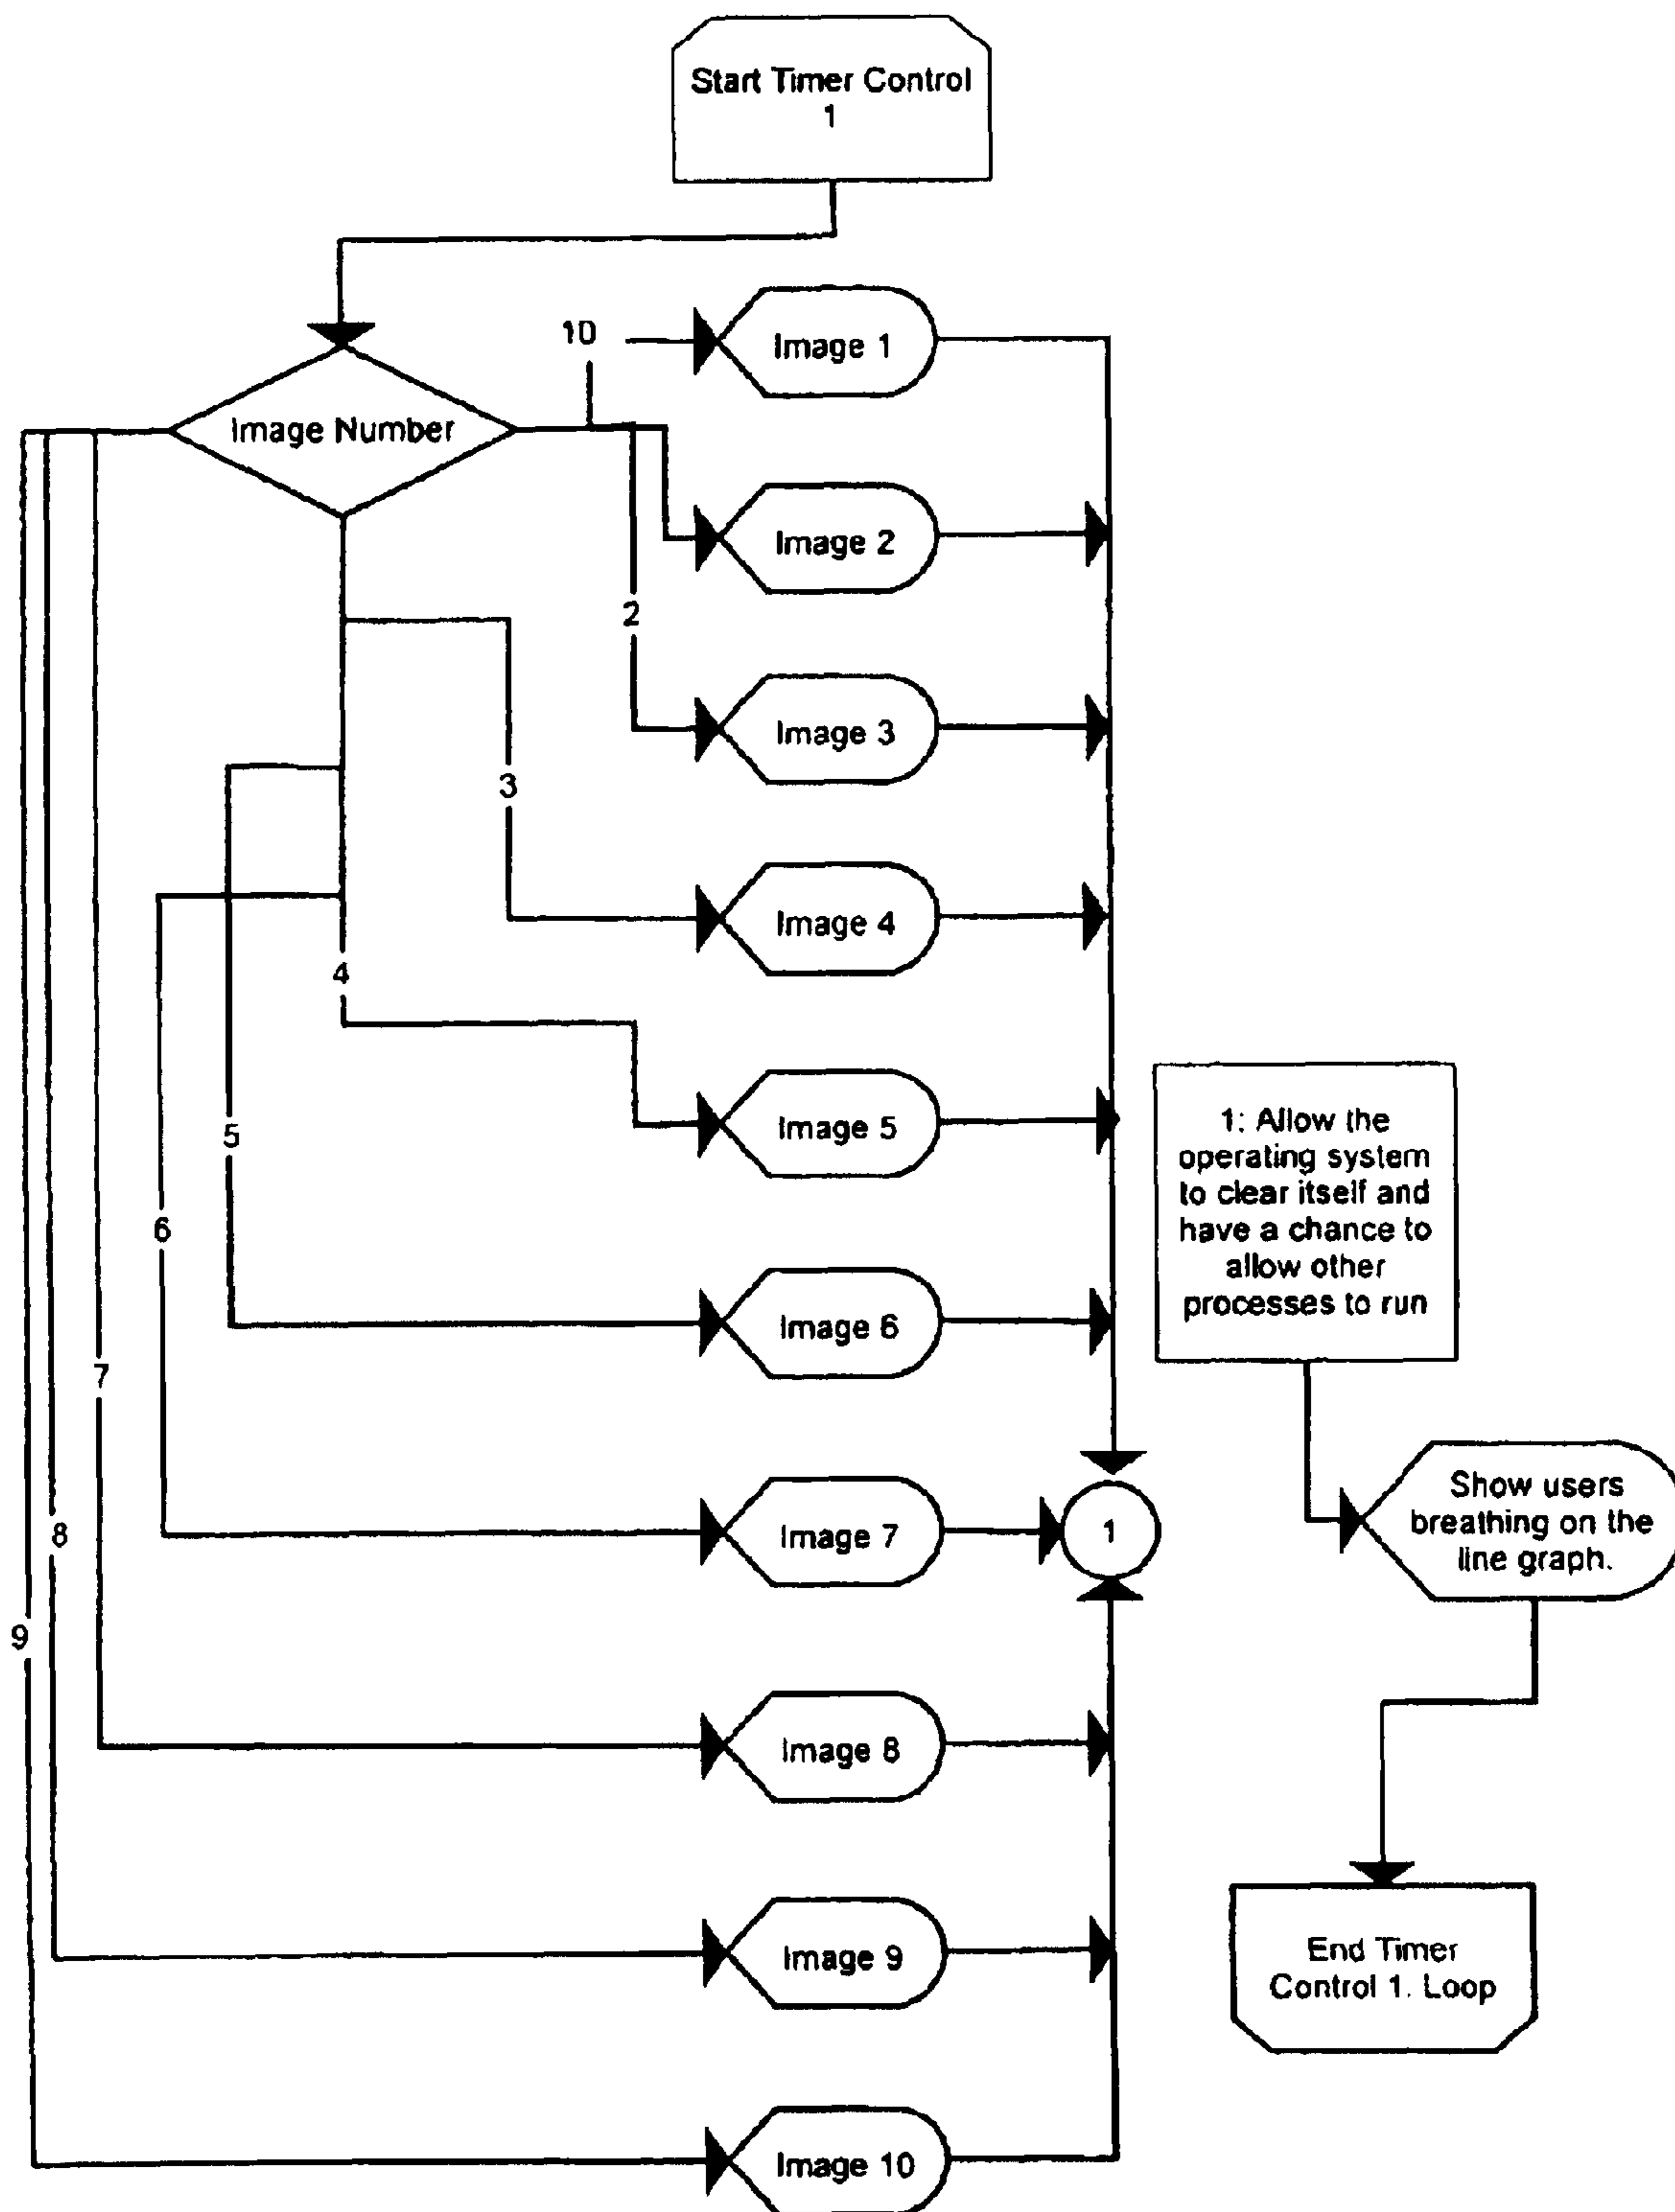 Start Timer Control
1
10
Image 1
Image Number
Image 2
2
Image 3
3
Image 4
4
Image 5
1: Allow the
operating system
to clear itself and
have a chance to
allow other
processes to run
5
6
Image 6
7
Show users
breathing on the
line graph.
8
Image 7
1
9
Image 8
Image 9
End Timer
Control 1. Loop
Image 10